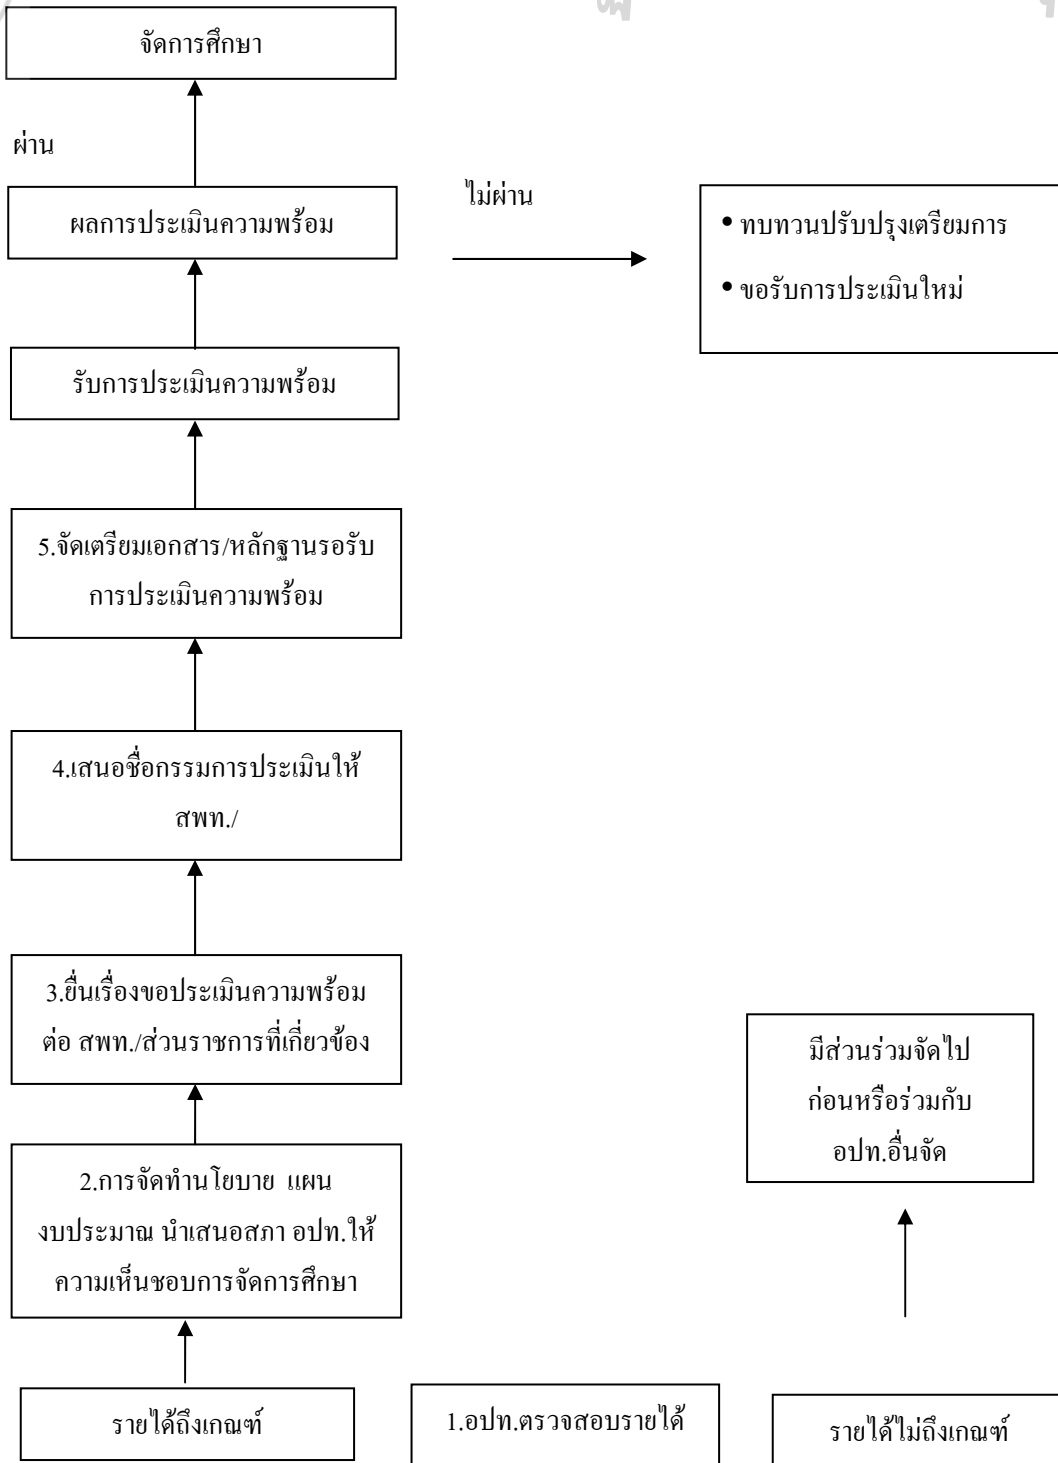 จัดการศึกษา
ผ่าน
ผลการประเมินความพร้อม
ไม่ผ่าน
• ทบทวนปรับปรุงเตรียมการ
• ขอรับการประเมินใหม่
รับการประเมินความพร้อม
5.จัดเตรียมเอกสาร/หลักฐานรอรับ
การประเมินความพร้อม
4.เสนอชื่อกรรมการประเมินให้
สพท./
3.ยื่นเรื่องขอประเมินความพร้อม
ต่อ สพท./ส่วนราชการที่เกี่ยวข้อง
มีส่วนร่วมจัดไป
ก่อนหรือร่วมกับ
อปท.อื่นจัด
2.การจัดทำนโยบาย แผน
งบประมาณ นำเสนอสภา อปท.ให้
ความเห็นชอบการจัดการศึกษา
รายได้ถึงเกณฑ์
1.อปท.ตรวจสอบรายได้
รายได้ไม่ถึงเกณฑ์